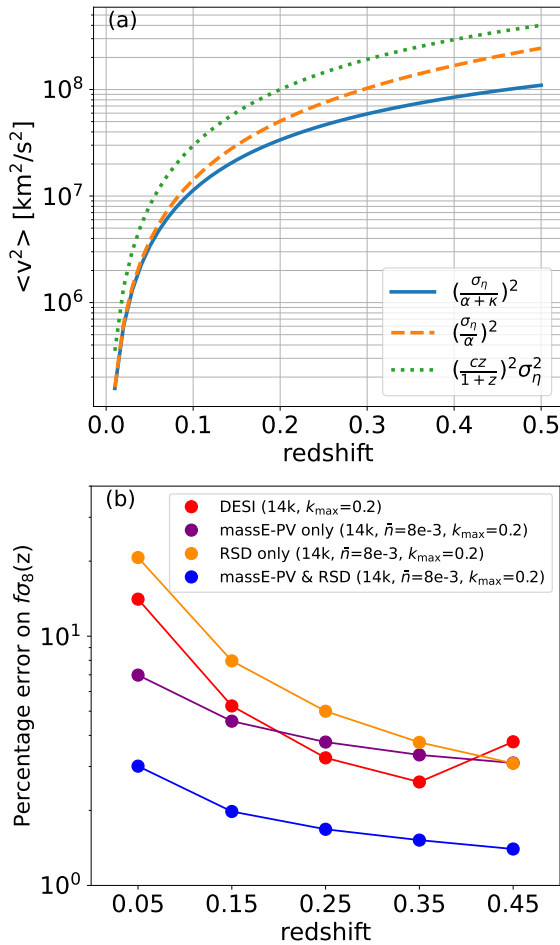 (a)
<v²> [km²/s²]
10⁸
10⁷
10⁶
(σ_η/(α + κ))²
(σ_η/α)²
(cz/(1 + z))²σ_η²
0.0 0.1 0.2 0.3 0.4 0.5
redshift
(b)
DESI (14k, k_max=0.2)
massE-PV only (14k, n̄=8e-3, k_max=0.2)
RSD only (14k, n̄=8e-3, k_max=0.2)
massE-PV & RSD (14k, n̄=8e-3, k_max=0.2)
Percentage error on fσ₈(z)
10¹
10⁰
0.05 0.15 0.25 0.35 0.45
redshift